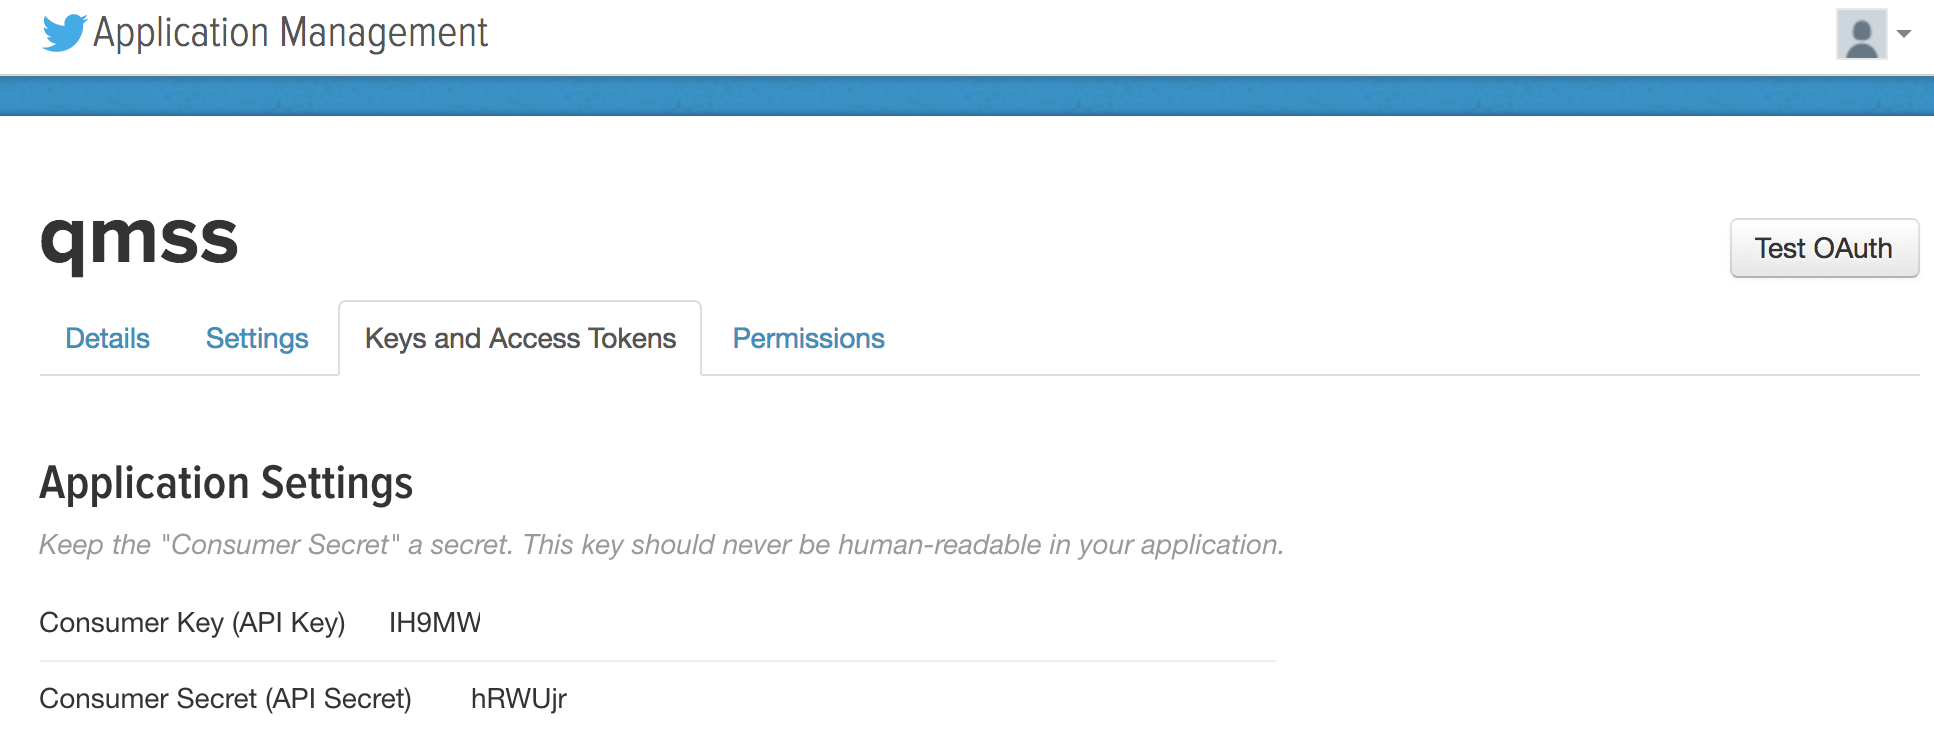 Application Management
qmss
Test OAuth
Details Settings Keys and Access Tokens Permissions
Application Settings
Keep the "Consumer Secret" a secret. This key should never be human-readable in your application.
Consumer Key (API Key) IH9MW
Consumer Secret (API Secret) hRWUjr